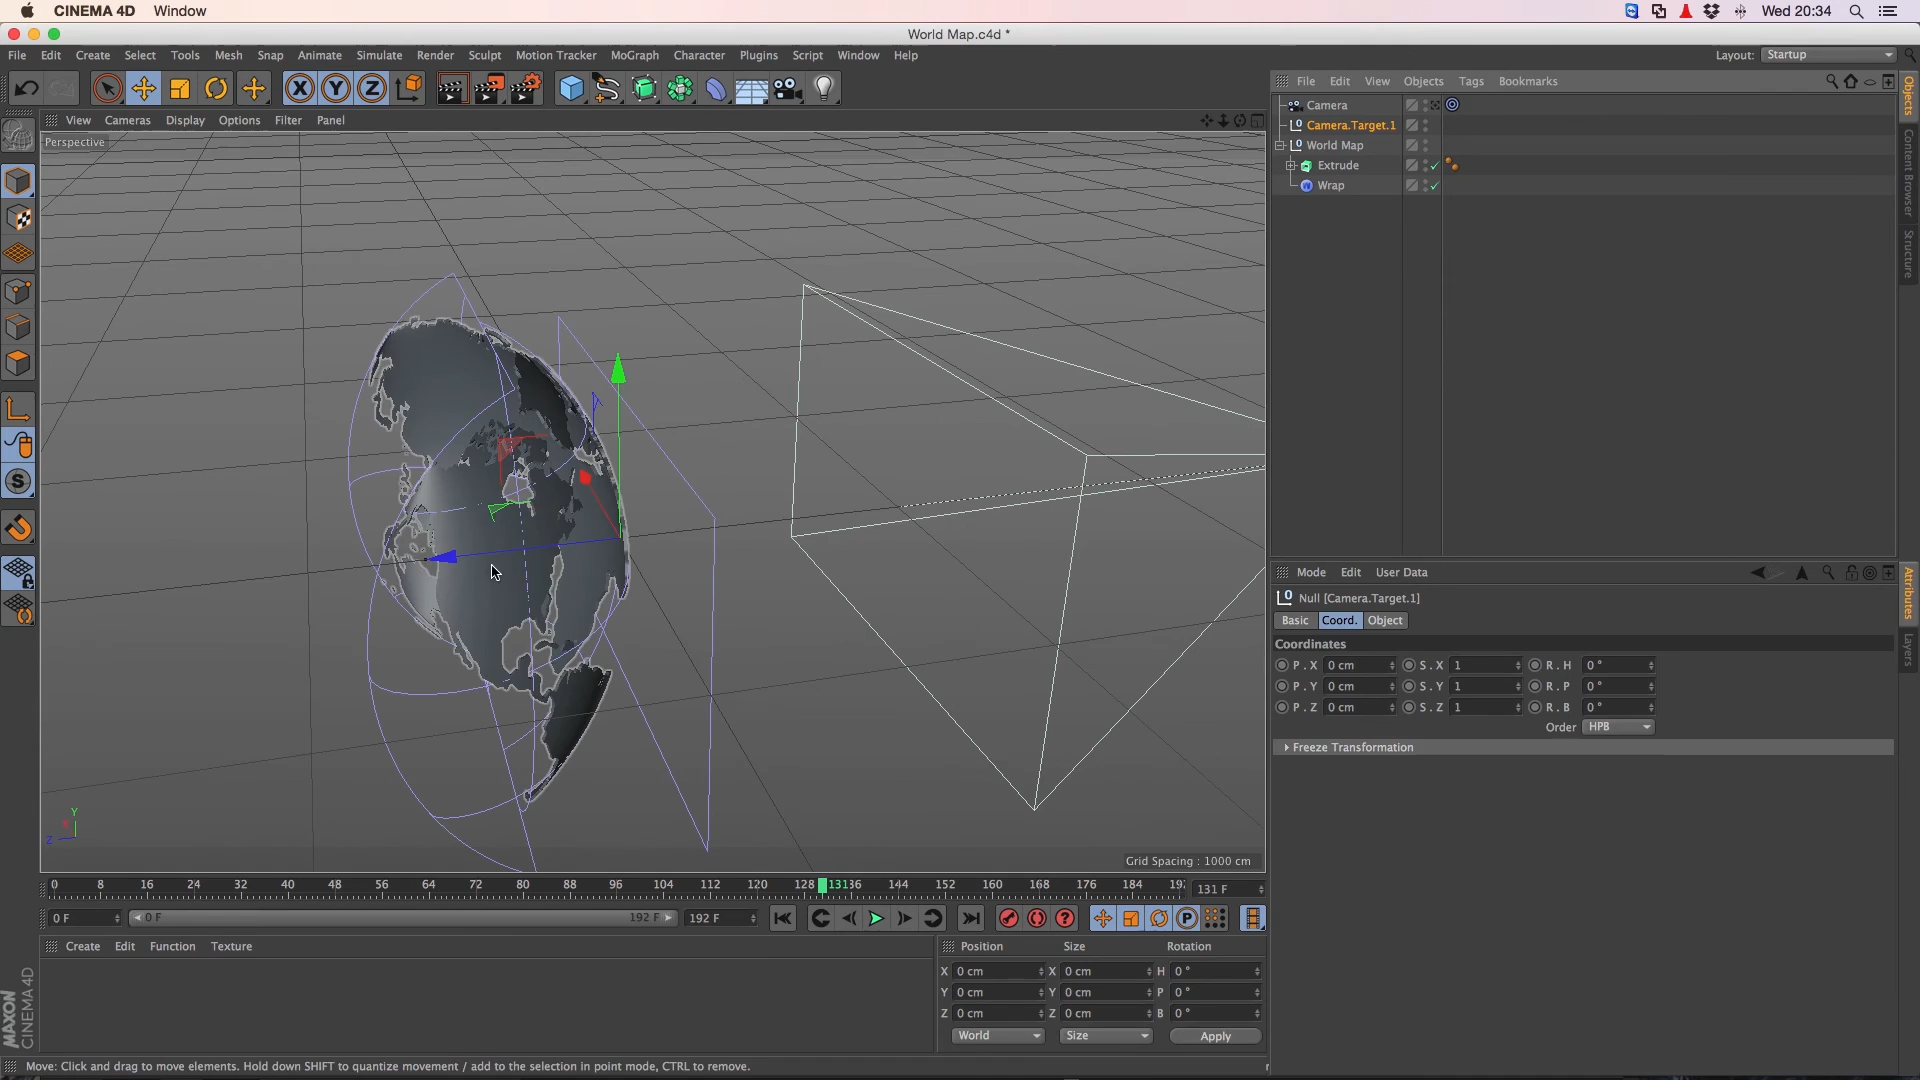 CINEMA 4D Window Wed 20:34
World Map.c4d *
File Edit Create Select Tools Mesh Snap Animate Simulate Render Sculpt Motion Tracker MoGraph Character Plugins Script Window Help Layout: Startup
X Y Z
File Edit View Objects Tags Bookmarks
View Cameras Display Options Filter Panel
Perspective
Camera
Camera.Target.1
World Map
Extrude
Wrap
Objects
Content Browser
Structure
Mode Edit User Data
Null [Camera.Target.1]
Basic Coord. Object
Coordinates
P . X 0 cm S . X 1 R . H 0 °
P . Y 0 cm S . Y 1 R . P 0 °
P . Z 0 cm S . Z 1 R . B 0 °
Order HPB
Freeze Transformation
Attributes
Layers
Y
X
Z
Grid Spacing : 1000 cm
0 8 16 24 32 40 48 56 64 72 80 88 96 104 112 120 128 131 36 144 152 160 168 176 184 19 131 F
0 F 0 F 192 F 192 F
Create Edit Function Texture
Position Size Rotation
X 0 cm X 0 cm H 0 °
Y 0 cm Y 0 cm P 0 °
Z 0 cm Z 0 cm B 0 °
World Size Apply
MAXON
CINEMA 4D
Move: Click and drag to move elements. Hold down SHIFT to quantize movement / add to the selection in point mode, CTRL to remove.